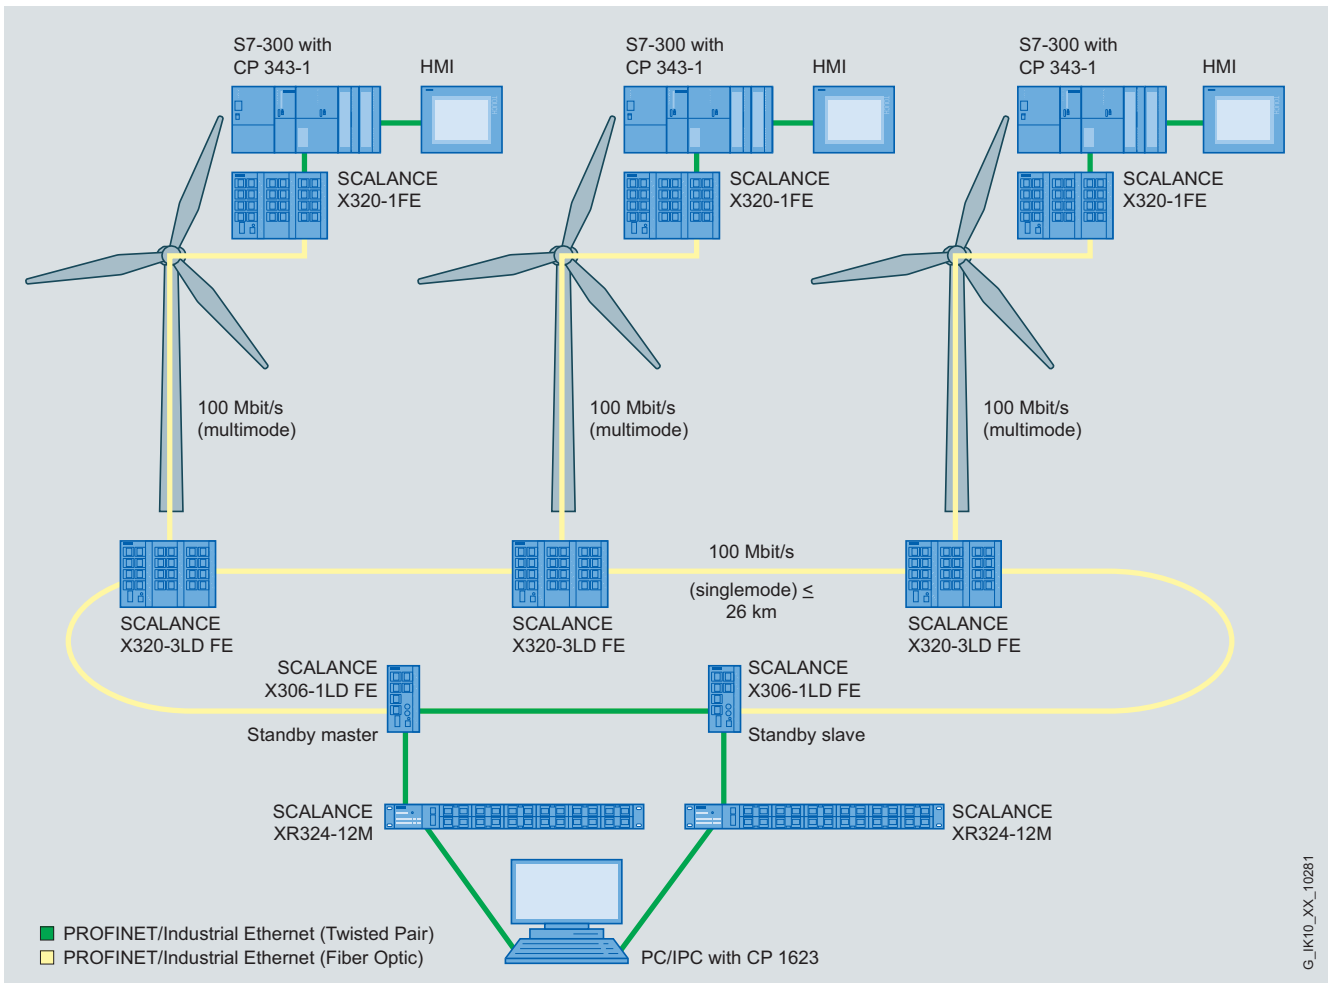 S7-300 with
CP 343-1
HMI
S7-300 with
CP 343-1
HMI
S7-300 with
CP 343-1
HMI
SCALANCE
X320-1FE
SCALANCE
X320-1FE
SCALANCE
X320-1FE
100 Mbit/s
(multimode)
100 Mbit/s
(multimode)
100 Mbit/s
(multimode)
100 Mbit/s
(singlemode) ≤
26 km
SCALANCE
X320-3LD FE
SCALANCE
X320-3LD FE
SCALANCE
X320-3LD FE
SCALANCE
X306-1LD FE
Standby master
SCALANCE
X306-1LD FE
Standby slave
SCALANCE
XR324-12M
SCALANCE
XR324-12M
PROFINET/Industrial Ethernet (Twisted Pair)
PROFINET/Industrial Ethernet (Fiber Optic)
PC/IPC with CP 1623
G_IK10_XX_10281